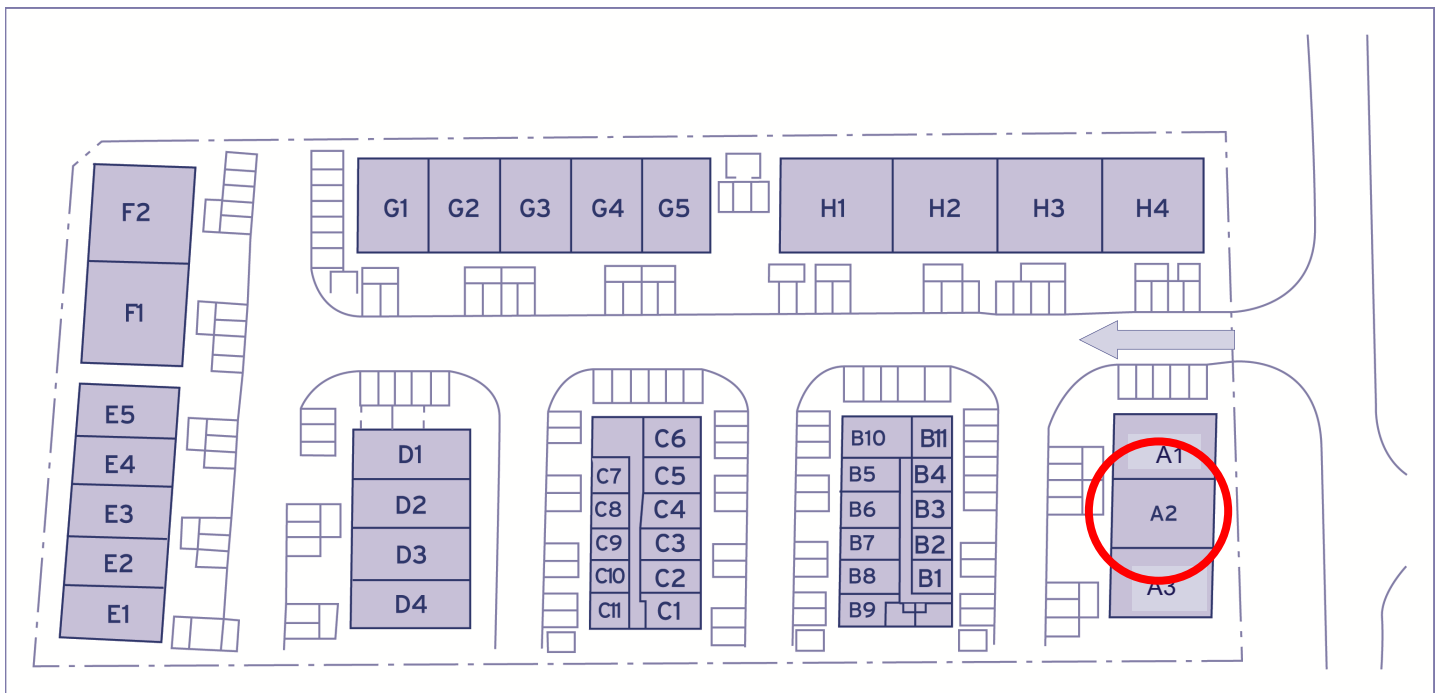 F2
F1
E5
E4
E3
E2
E1
G1 G2 G3 G4 G5
H1 H2 H3 H4
D1
D2
D3
D4
C6
C7 C5
C8 C4
C9 C3
C10 C2
C11 C1
B10 B11
B5 B4
B6 B3
B7 B2
B8 B1
B9
A1
A2
A3